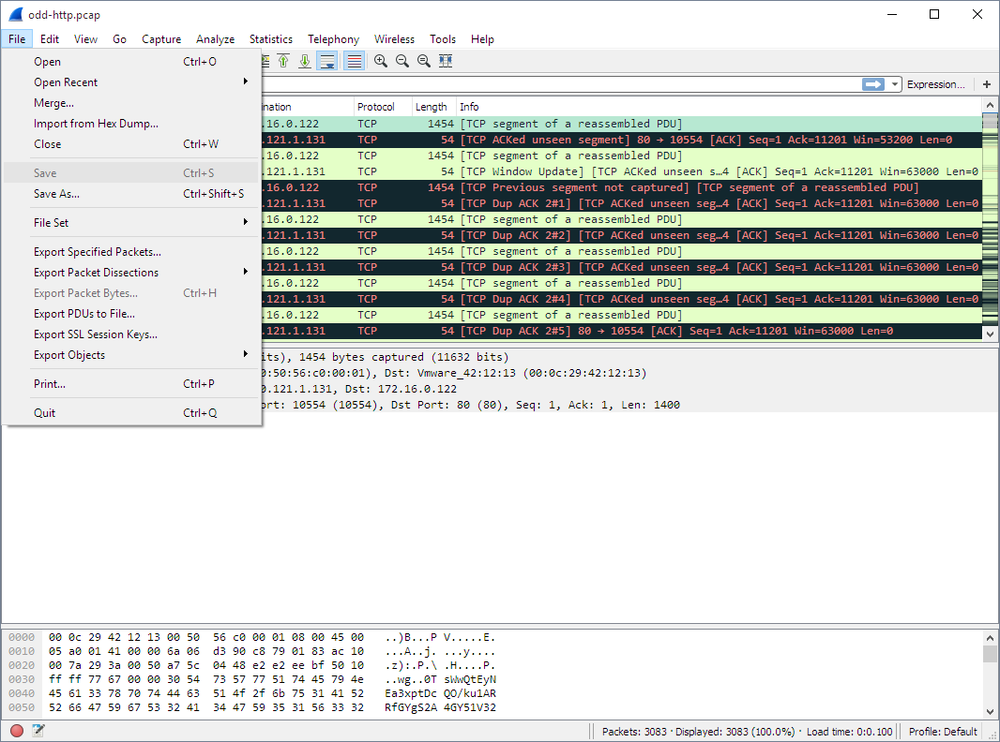 odd-http.pcap
File Edit View Go Capture Analyze Statistics Telephony Wireless Tools Help
Open Ctrl+O
Open Recent
Merge...
Import from Hex Dump...
Close Ctrl+W
Save Ctrl+S
Save As... Ctrl+Shift+S
File Set
Export Specified Packets...
Export Packet Dissections
Export Packet Bytes... Ctrl+H
Export PDUs to File...
Export SSL Session Keys...
Export Objects
Print... Ctrl+P
Quit Ctrl+Q
Expression... +
ination Protocol Length Info
.16.0.122 TCP 1454 [TCP segment of a reassembled PDU]
.121.1.131 TCP 54 [TCP ACKed unseen segment] 80 → 10554 [ACK] Seq=1 Ack=11201 Win=53200 Len=0
.16.0.122 TCP 1454 [TCP segment of a reassembled PDU]
.121.1.131 TCP 54 [TCP Window Update] [TCP ACKed unseen s…4 [ACK] Seq=1 Ack=11201 Win=63000 Len=0
.16.0.122 TCP 1454 [TCP Previous segment not captured] [TCP segment of a reassembled PDU]
.121.1.131 TCP 54 [TCP Dup ACK 2#1] [TCP ACKed unseen seg…4 [ACK] Seq=1 Ack=11201 Win=63000 Len=0
.16.0.122 TCP 1454 [TCP segment of a reassembled PDU]
.121.1.131 TCP 54 [TCP Dup ACK 2#2] [TCP ACKed unseen seg…4 [ACK] Seq=1 Ack=11201 Win=63000 Len=0
.16.0.122 TCP 1454 [TCP segment of a reassembled PDU]
.121.1.131 TCP 54 [TCP Dup ACK 2#3] [TCP ACKed unseen seg…4 [ACK] Seq=1 Ack=11201 Win=63000 Len=0
.16.0.122 TCP 1454 [TCP segment of a reassembled PDU]
.121.1.131 TCP 54 [TCP Dup ACK 2#4] [TCP ACKed unseen seg…4 [ACK] Seq=1 Ack=11201 Win=63000 Len=0
.16.0.122 TCP 1454 [TCP segment of a reassembled PDU]
.121.1.131 TCP 54 [TCP Dup ACK 2#5] 80 → 10554 [ACK] Seq=1 Ack=11201 Win=63000 Len=0
its), 1454 bytes captured (11632 bits)
0:50:56:c0:00:01), Dst: Vmware_42:12:13 (00:0c:29:42:12:13)
0.121.1.131, Dst: 172.16.0.122
ort: 10554 (10554), Dst Port: 80 (80), Seq: 1, Ack: 1, Len: 1400
0000 00 0c 29 42 12 13 00 50 56 c0 00 01 08 00 45 00 ..)B...P V.....E.
0010 05 a0 01 41 00 00 6a 06 d3 90 c8 79 01 83 ac 10 ...A..j. ...y....
0020 00 7a 29 3a 00 50 a7 5c 04 48 e2 e2 ee bf 50 10 .z):.P.\ .H....P.
0030 ff ff 77 67 00 00 30 54 73 57 77 51 74 45 79 4e ..wg..0T sWwQtEyN
0040 45 61 33 78 70 74 44 63 51 4f 2f 6b 75 31 41 52 Ea3xptDc QO/ku1AR
0050 52 66 47 59 67 53 32 41 34 47 59 35 31 56 33 32 RfGYgS2A 4GY51V32
Packets: 3083 · Displayed: 3083 (100.0%) · Load time: 0:0.100 Profile: Default